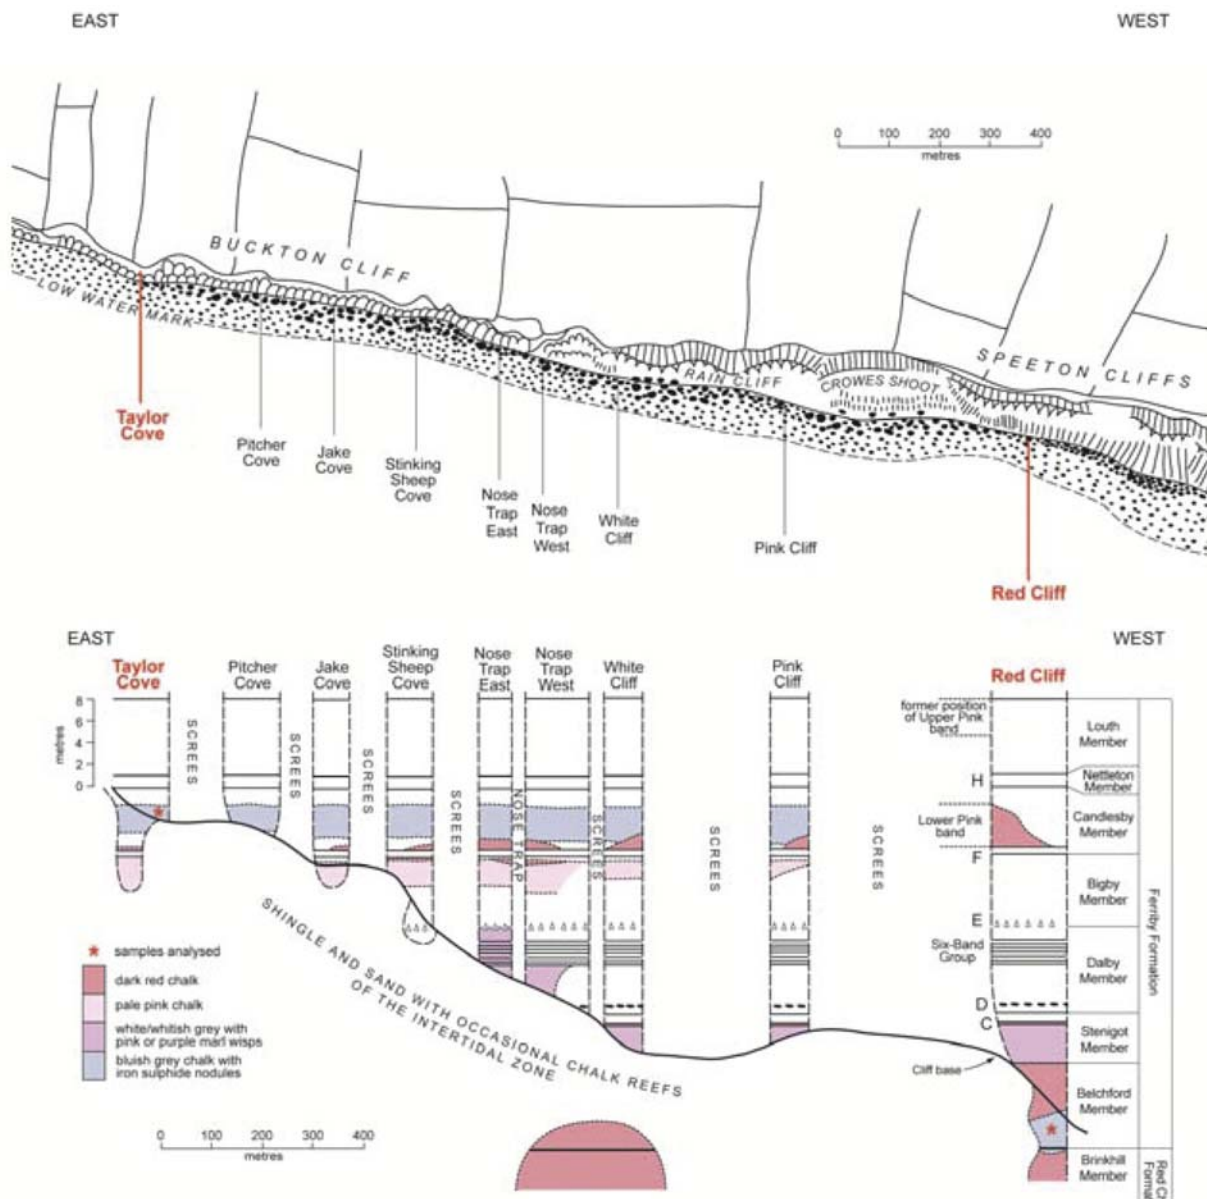 EAST
WEST
0 100 200 300 400
metres
BUCKTON CLIFF
LOW WATER MARK
SPEETON CLIFFS
RAIN CLIFF
CROWES SHOOT
Taylor
Cove
Pitcher
Cove
Jake
Cove
Stinking
Sheep
Cove
Nose
Trap
East
Nose
Trap
West
White
Cliff
Pink Cliff
Red Cliff
EAST
WEST
Taylor
Cove
Pitcher
Cove
Jake
Cove
Stinking
Sheep
Cove
Nose
Trap
East
Nose
Trap
West
White
Cliff
Pink
Cliff
Red Cliff
8
6
4
2
0
metres
SCREES
SCREES
SCREES
SCREES
NOSE TRAP
SCREES
SCREES
SCREES
former position
of Upper Pink
band
Louth
Member
H
Nettleton
Member
Lower Pink
band
Candlesby
Member
F
Bigby
Member
E
Six-Band
Group
Dalby
Member
D
C
Stenigot
Member
Cliff base
Belchford
Member
Brinkhill
Member
Ferriby Formation
Red C
Forma
SHINGLE AND SAND WITH OCCASIONAL CHALK REEFS
OF THE INTERTIDAL ZONE
samples analysed
dark red chalk
pale pink chalk
white/whitish grey with
pink or purple marl wisps
bluish grey chalk with
iron sulphide nodules
0 100 200 300 400
metres